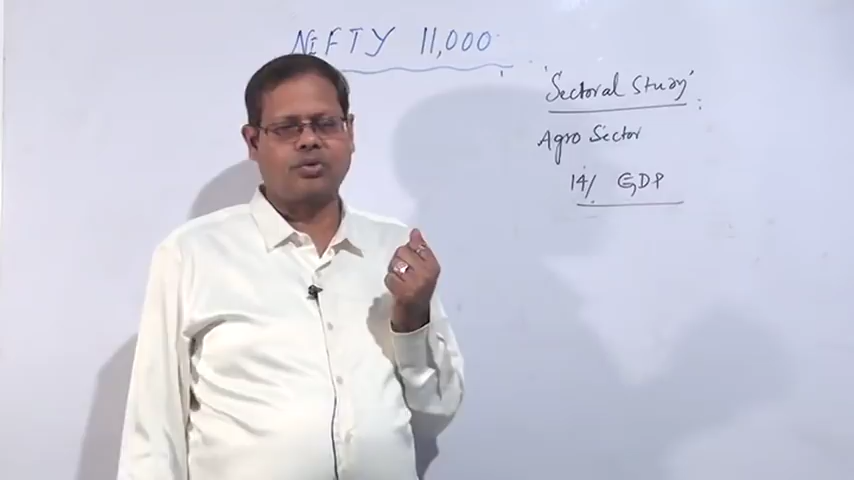 NIFTY 11,000
'Sectoral Study' :
Agro Sector
14% GDP